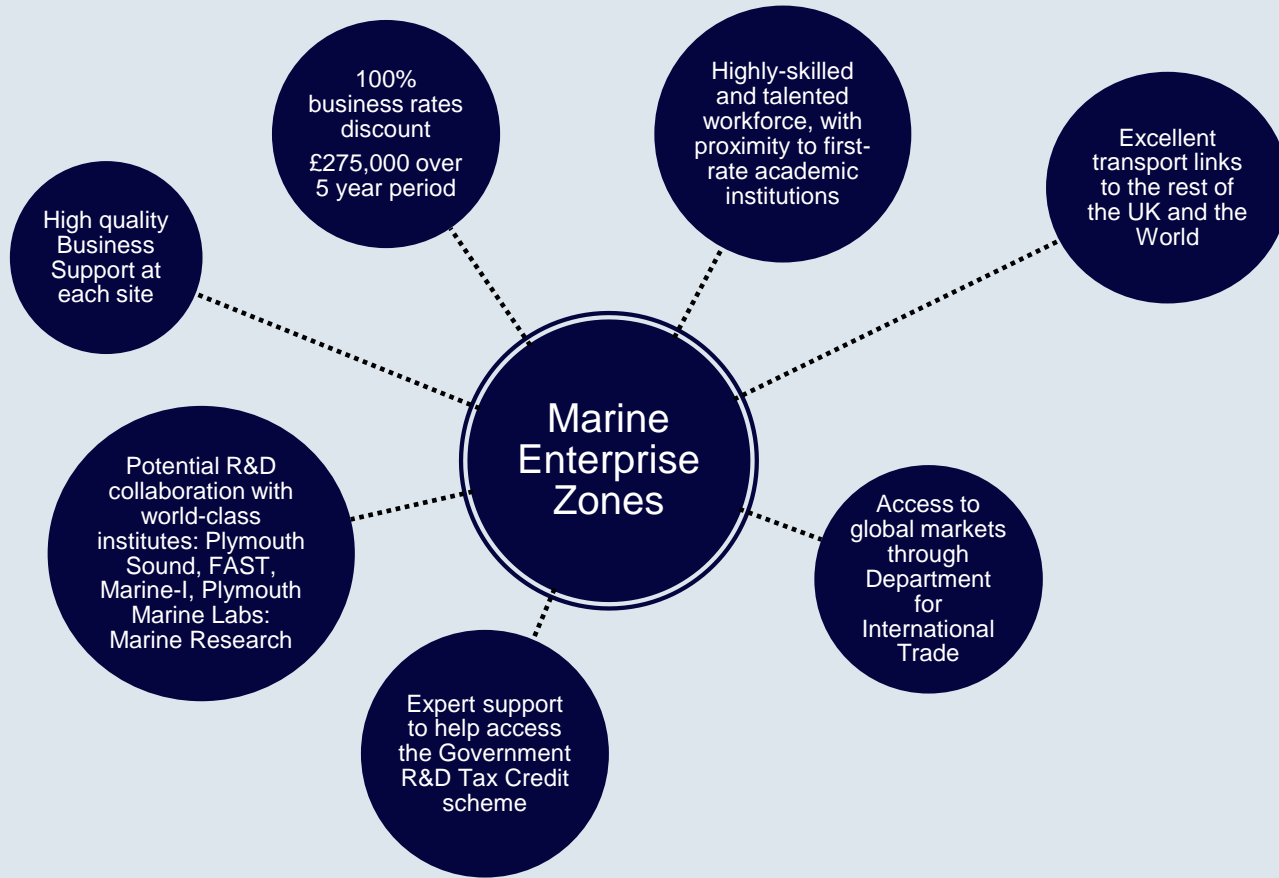 100%
business rates
discount
£275,000 over
5 year period
Highly-skilled
and talented
workforce, with
proximity to first-
rate academic
institutions
Excellent
transport links
to the rest of
the UK and the
World
High quality
Business
Support at
each site
Marine
Enterprise
Zones
Potential R&D
collaboration with
world-class
institutes: Plymouth
Sound, FAST,
Marine-I, Plymouth
Marine Labs:
Marine Research
Access to
global markets
through
Department
for
International
Trade
Expert support
to help access
the Government
R&D Tax Credit
scheme